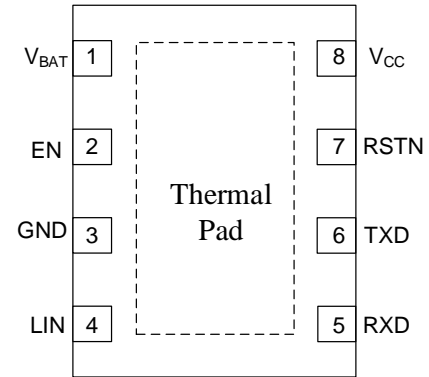 VBAT 1 8 VCC
EN 2 7 RSTN
Thermal
Pad
GND 3 6 TXD
LIN 4 5 RXD